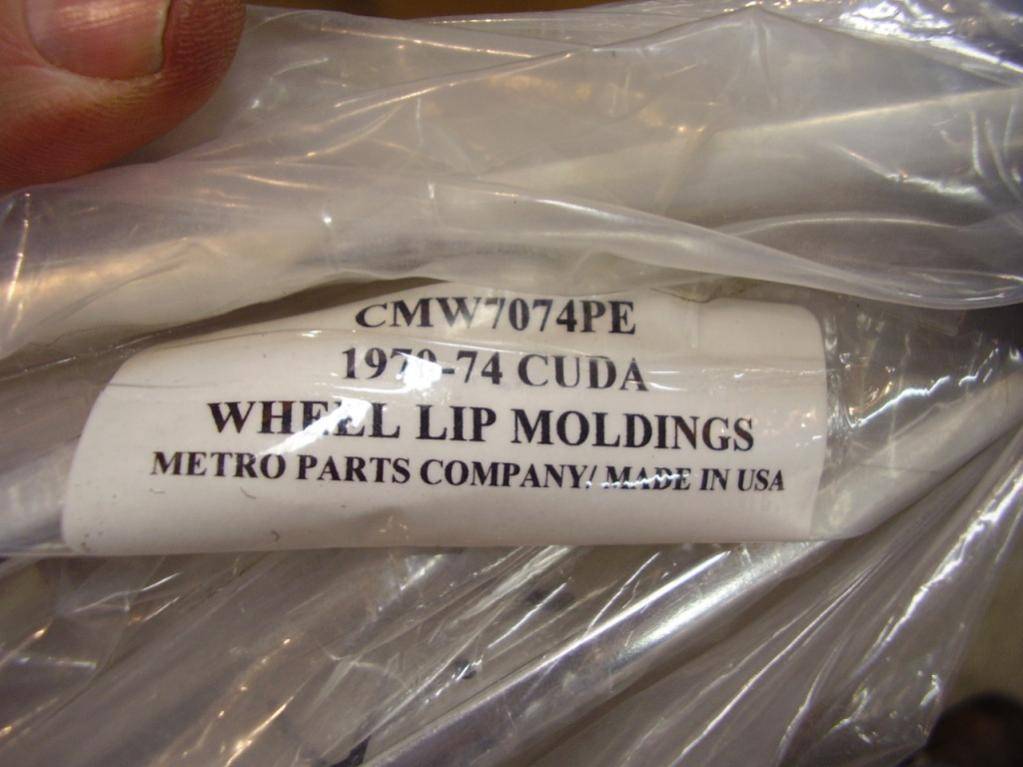 CMW7074PE
1970-74 CUDA
WHEEL LIP MOLDINGS
METRO PARTS COMPANY/ MADE IN USA